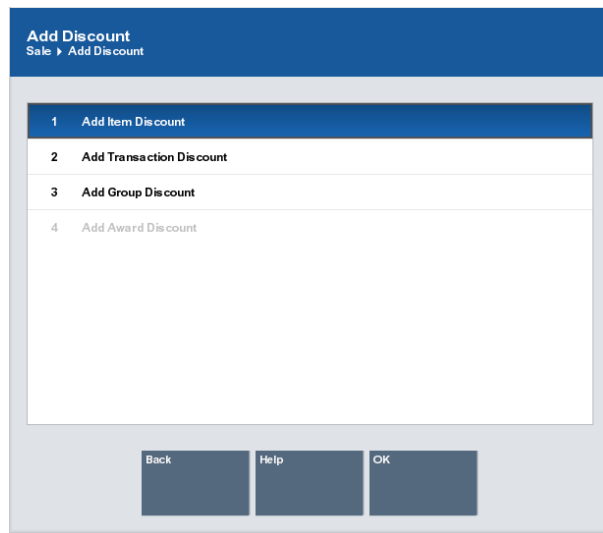 Add Discount
Sale ▸ Add Discount
1 Add Item Discount
2 Add Transaction Discount
3 Add Group Discount
4 Add Award Discount
Back Help OK